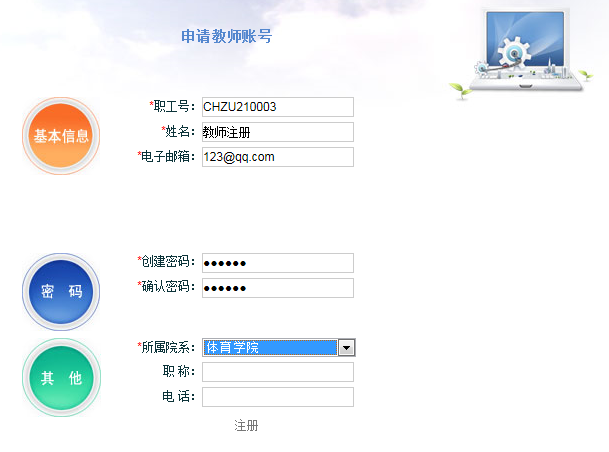 申请教师账号
基本信息
*职工号： CHZU210003
*姓名： 教师注册
*电子邮箱： 123@qq.com
密 码
*创建密码： ●●●●●●
*确认密码： ●●●●●●
其 他
*所属院系： 体育学院
职 称：
电 话：
注册